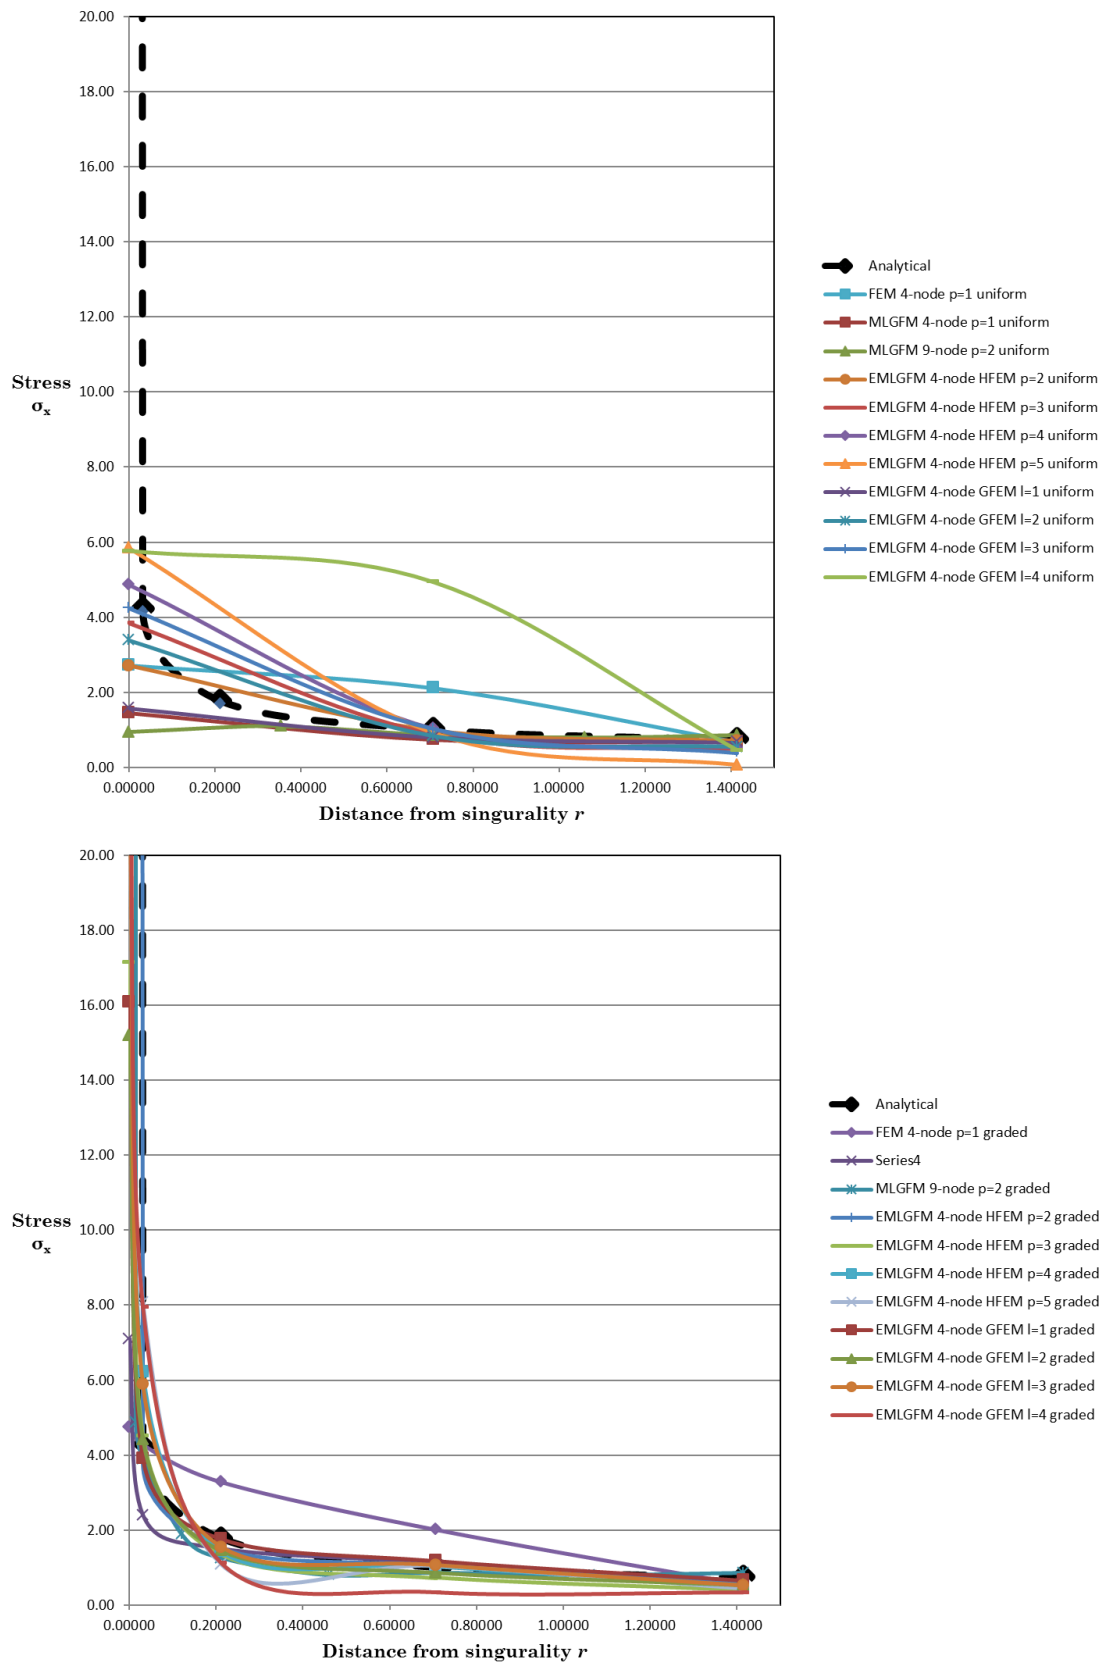 20.00
18.00
16.00
14.00
12.00
10.00
8.00
6.00
4.00
2.00
0.00
Stress
σx
0.00000 0.20000 0.40000 0.60000 0.80000 1.00000 1.20000 1.40000
Distance from singurality r
Analytical
FEM 4-node p=1 uniform
MLGFM 4-node p=1 uniform
MLGFM 9-node p=2 uniform
EMLGFM 4-node HFEM p=2 uniform
EMLGFM 4-node HFEM p=3 uniform
EMLGFM 4-node HFEM p=4 uniform
EMLGFM 4-node HFEM p=5 uniform
EMLGFM 4-node GFEM l=1 uniform
EMLGFM 4-node GFEM l=2 uniform
EMLGFM 4-node GFEM l=3 uniform
EMLGFM 4-node GFEM l=4 uniform
20.00
18.00
16.00
14.00
12.00
10.00
8.00
6.00
4.00
2.00
0.00
Stress
σx
0.00000 0.20000 0.40000 0.60000 0.80000 1.00000 1.20000 1.40000
Distance from singurality r
Analytical
FEM 4-node p=1 graded
Series4
MLGFM 9-node p=2 graded
EMLGFM 4-node HFEM p=2 graded
EMLGFM 4-node HFEM p=3 graded
EMLGFM 4-node HFEM p=4 graded
EMLGFM 4-node HFEM p=5 graded
EMLGFM 4-node GFEM l=1 graded
EMLGFM 4-node GFEM l=2 graded
EMLGFM 4-node GFEM l=3 graded
EMLGFM 4-node GFEM l=4 graded